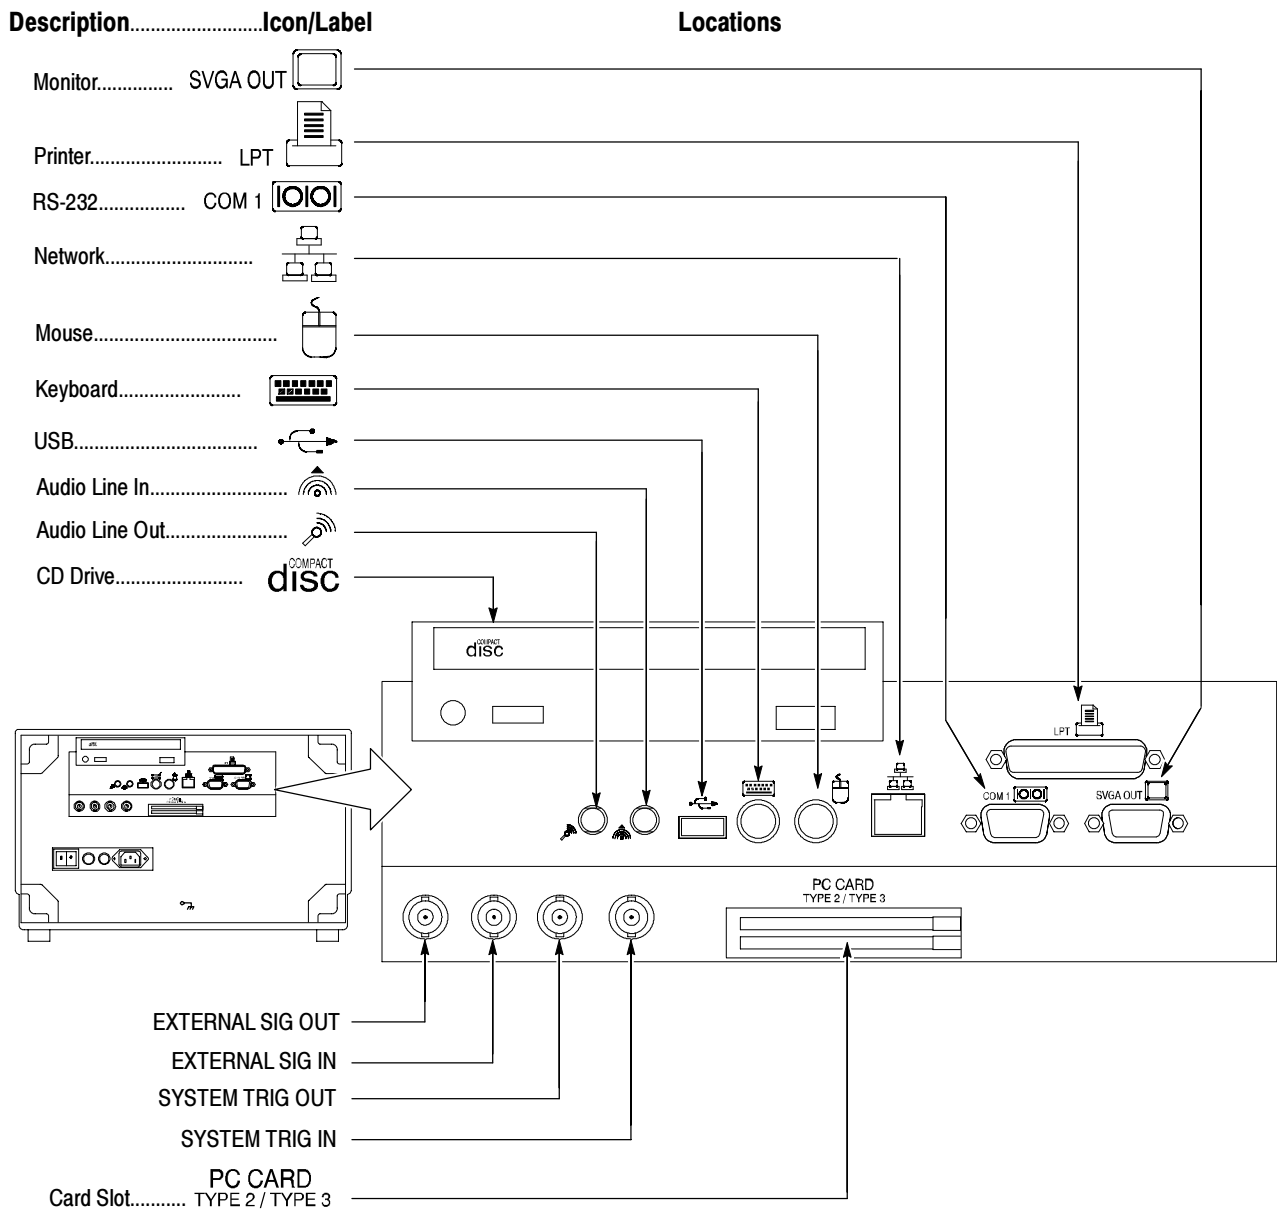 Description..........................Icon/Label
Locations
Monitor............... SVGA OUT
Printer.......................... LPT
RS-232................. COM 1
Network.............................
Mouse....................................
Keyboard........................
USB....................................
Audio Line In...........................
Audio Line Out........................
CD Drive......................... COMPACT disc
COMPACT
disc
LPT
COM 1
SVGA OUT
PC CARD
TYPE 2 / TYPE 3
EXTERNAL SIG OUT
EXTERNAL SIG IN
SYSTEM TRIG OUT
SYSTEM TRIG IN
PC CARD
Card Slot........... TYPE 2 / TYPE 3